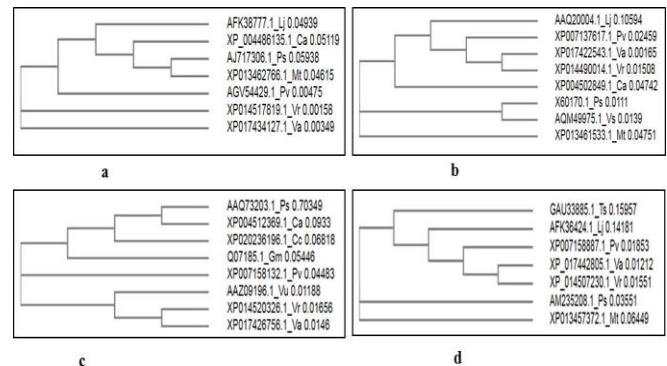 AFK38777.1_Lj 0.04939
XP_004486135.1_Ca 0.05119
AJ717306.1_Ps 0.05938
XP013462766.1_Mt 0.04615
AGV54429.1_Pv 0.00475
XP014517819.1_Vr 0.00158
XP017434127.1_Va 0.00349
a
AAQ20004.1_Lj 0.10594
XP007137617.1_Pv 0.02459
XP017422543.1_Va 0.00165
XP014490014.1_Vr 0.01508
XP004502849.1_Ca 0.04742
X60170.1_Ps 0.0111
AQM49975.1_Vs 0.0139
XP013461533.1_Mt 0.04751
b
AAQ73203.1_Ps 0.70349
XP004512369.1_Ca 0.0933
XP020236196.1_Cc 0.06818
Q07185.1_Gm 0.05446
XP007158132.1_Pv 0.04483
AAZ09196.1_Vu 0.01188
XP014520326.1_Vr 0.01656
XP017426756.1_Va 0.0146
c
GAU33885.1_Ts 0.15957
AFK36424.1_Lj 0.14181
XP007158887.1_Pv 0.01853
XP_017442805.1_Va 0.01212
XP_014507230.1_Vr 0.01551
AM235208.1_Ps 0.03551
XP013457372.1_Mt 0.06449
d